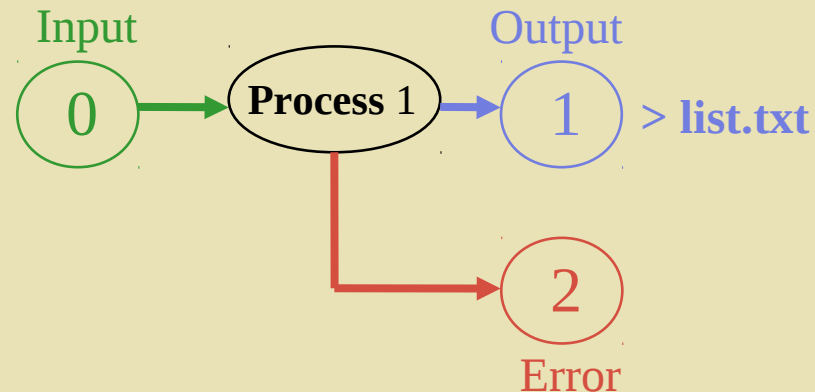 Input
Output
0
Process 1
1
> list.txt
2
Error